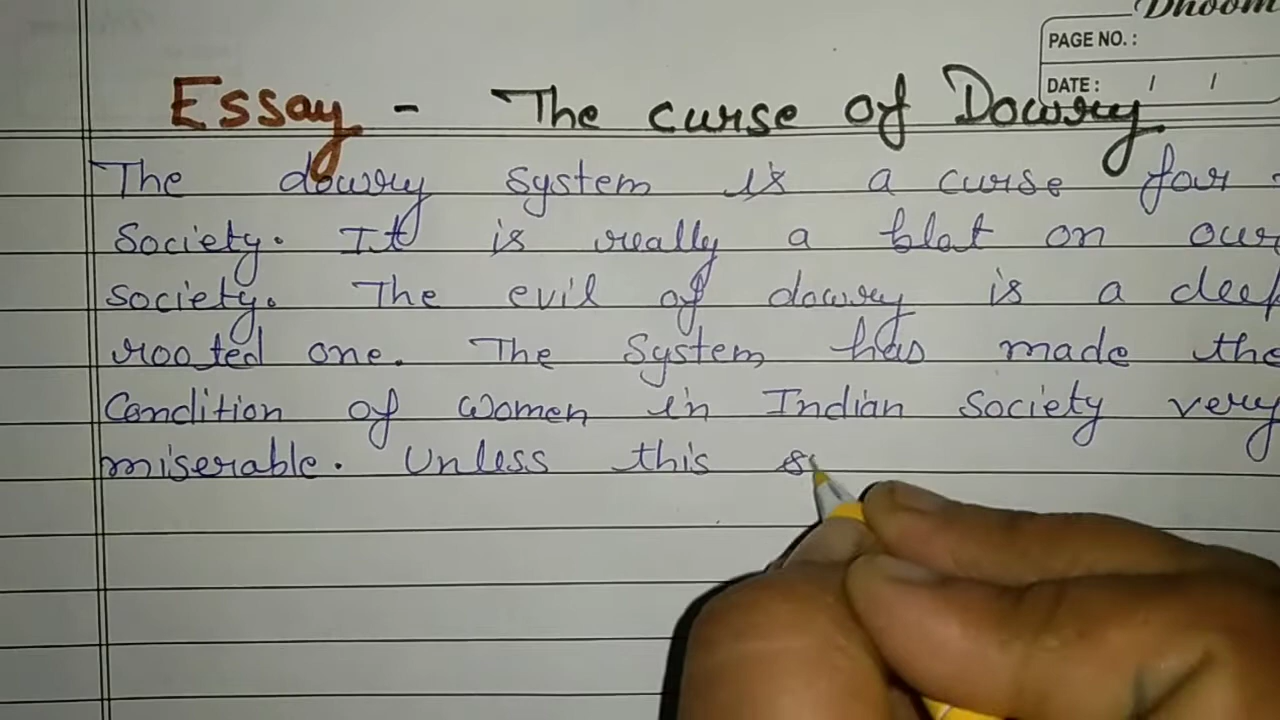 Dhoom
PAGE NO. :
DATE : / /
Essay - The curse of Dowry
The dowry system is a curse for
Society. It is really a blot on our
society. The evil of dowry is a deep
rooted one. The System has made the
Condition of women in Indian Society very
miserable. Unless this